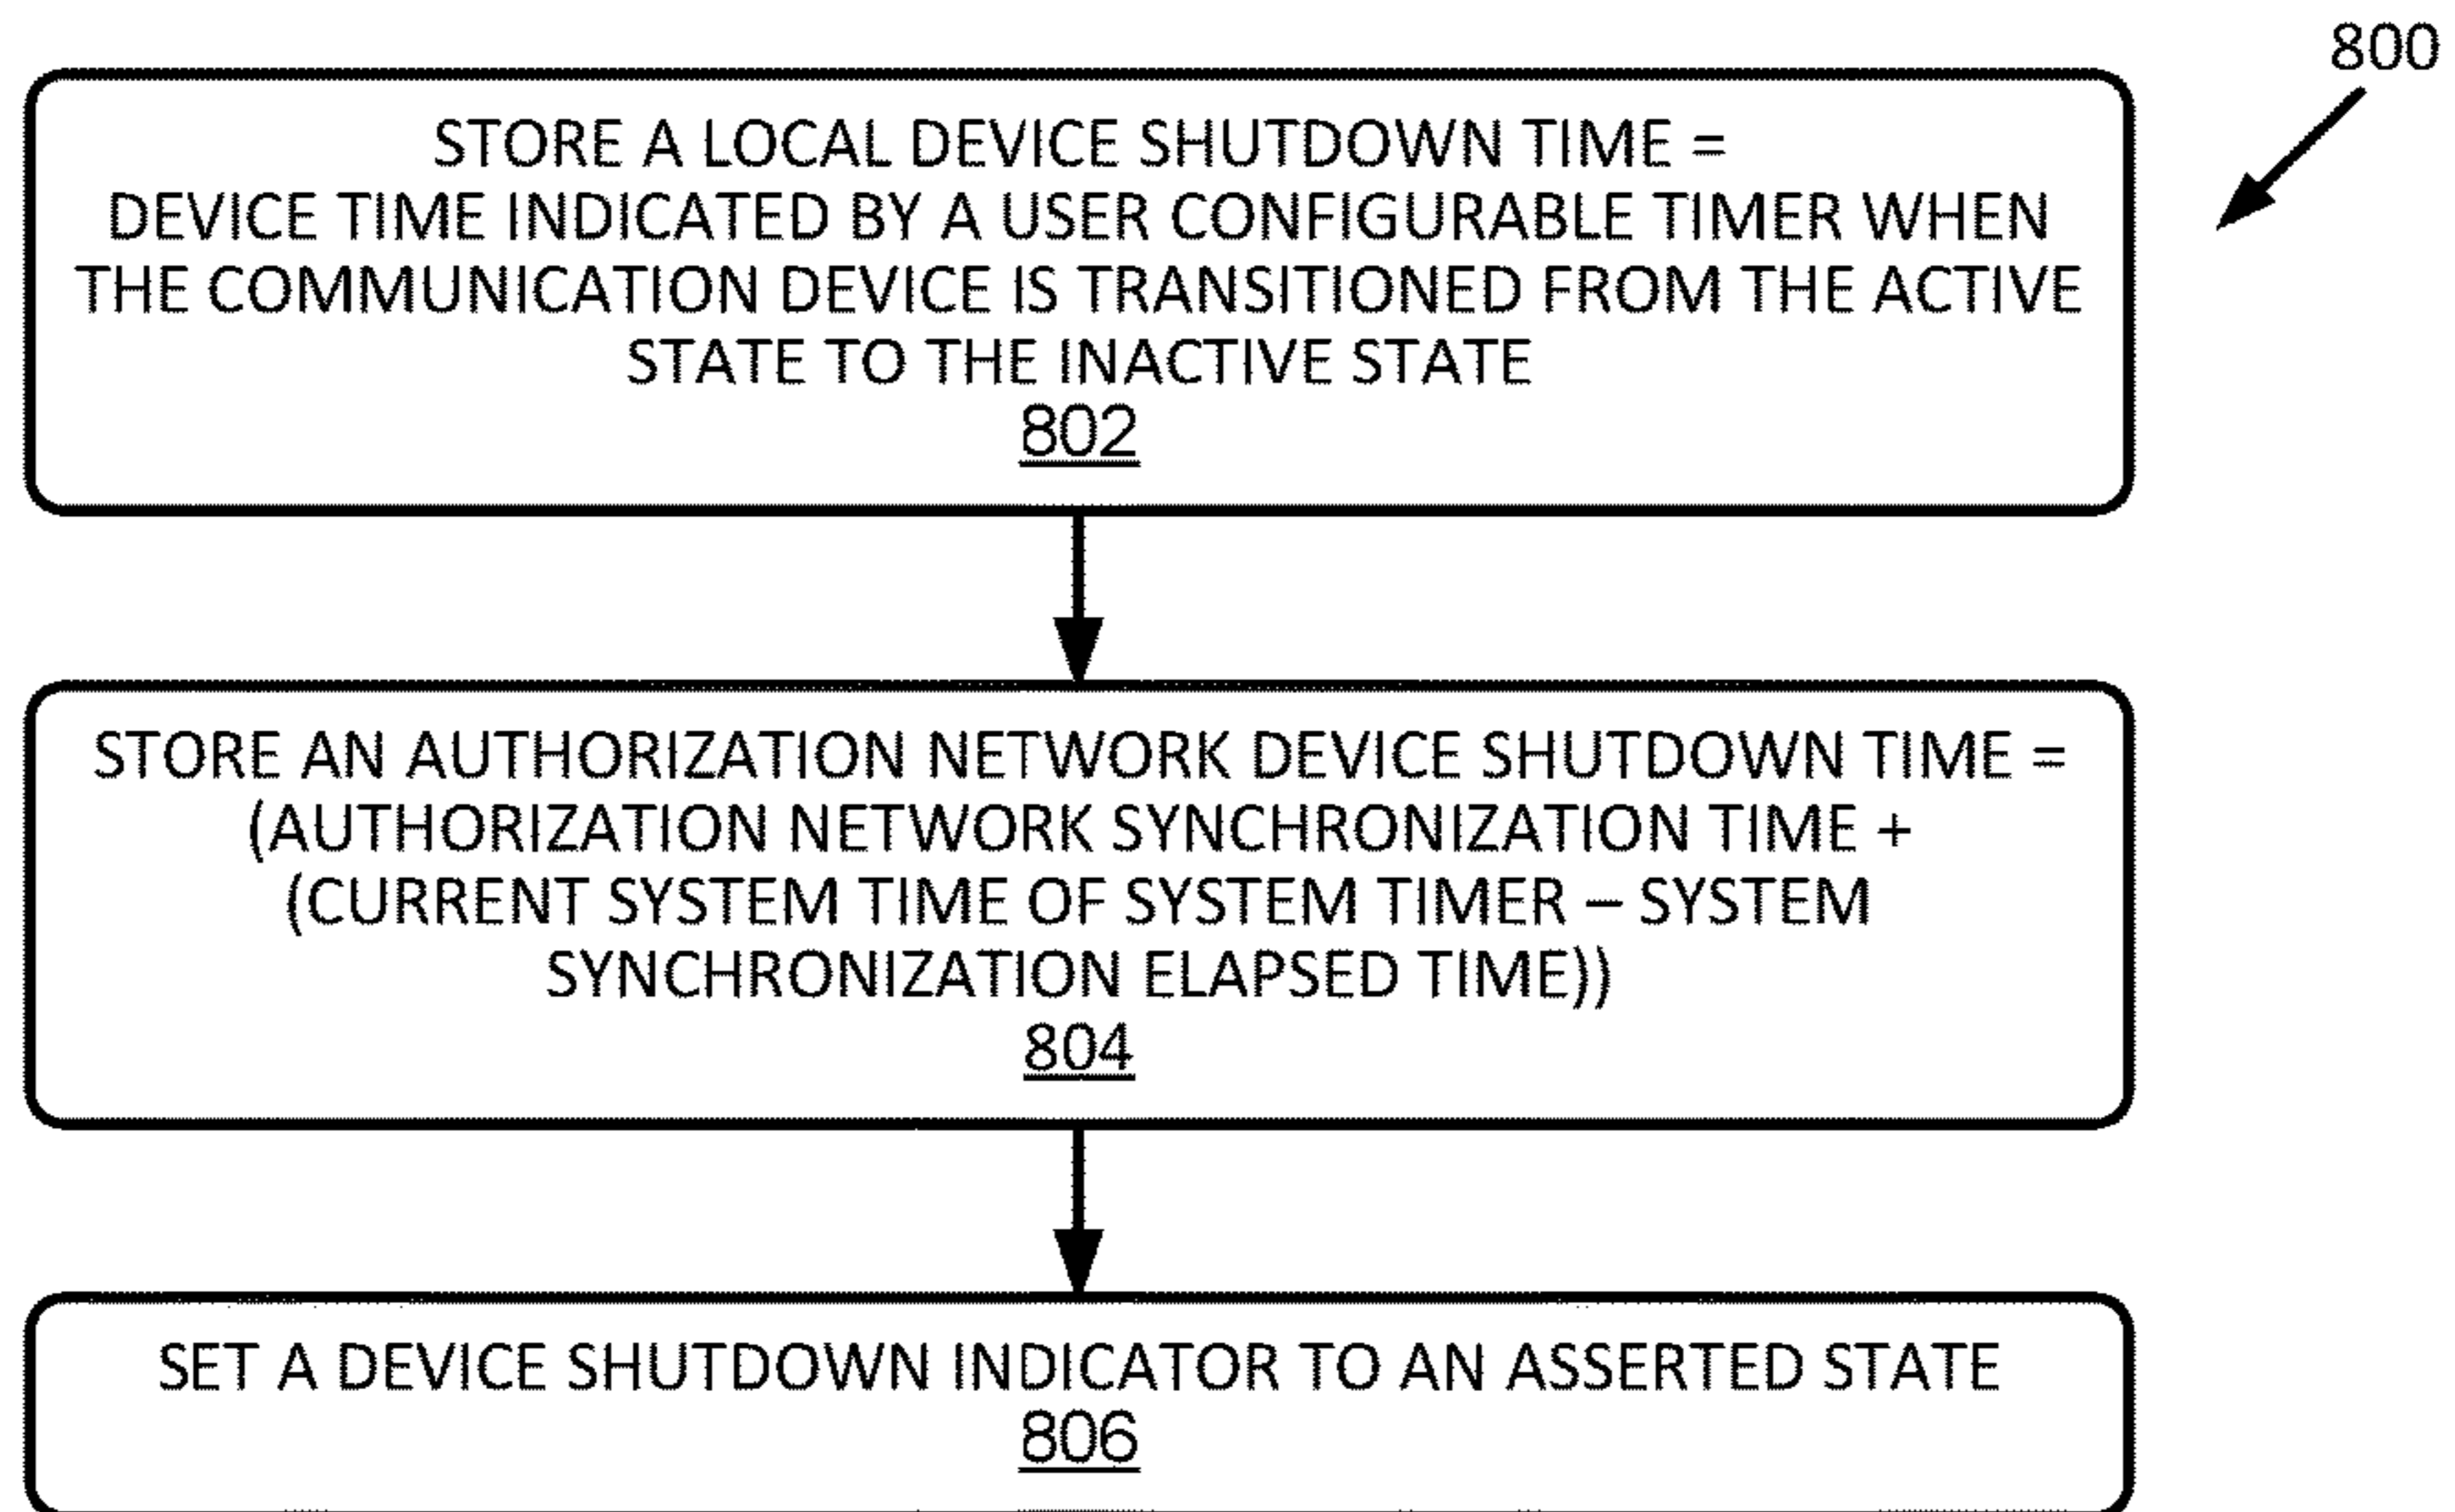 800
STORE A LOCAL DEVICE SHUTDOWN TIME =
DEVICE TIME INDICATED BY A USER CONFIGURABLE TIMER WHEN
THE COMMUNICATION DEVICE IS TRANSITIONED FROM THE ACTIVE
STATE TO THE INACTIVE STATE
802
STORE AN AUTHORIZATION NETWORK DEVICE SHUTDOWN TIME =
(AUTHORIZATION NETWORK SYNCHRONIZATION TIME +
(CURRENT SYSTEM TIME OF SYSTEM TIMER – SYSTEM
SYNCHRONIZATION ELAPSED TIME))
804
SET A DEVICE SHUTDOWN INDICATOR TO AN ASSERTED STATE
806